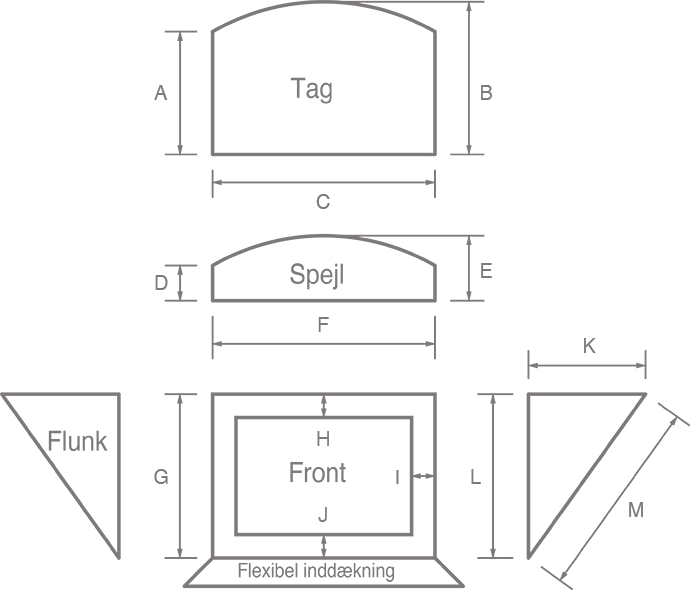 Tag
A
B
C
Spejl
D
E
F
K
Flunk
G
H
Front
I
J
L
M
Flexibel inddækning